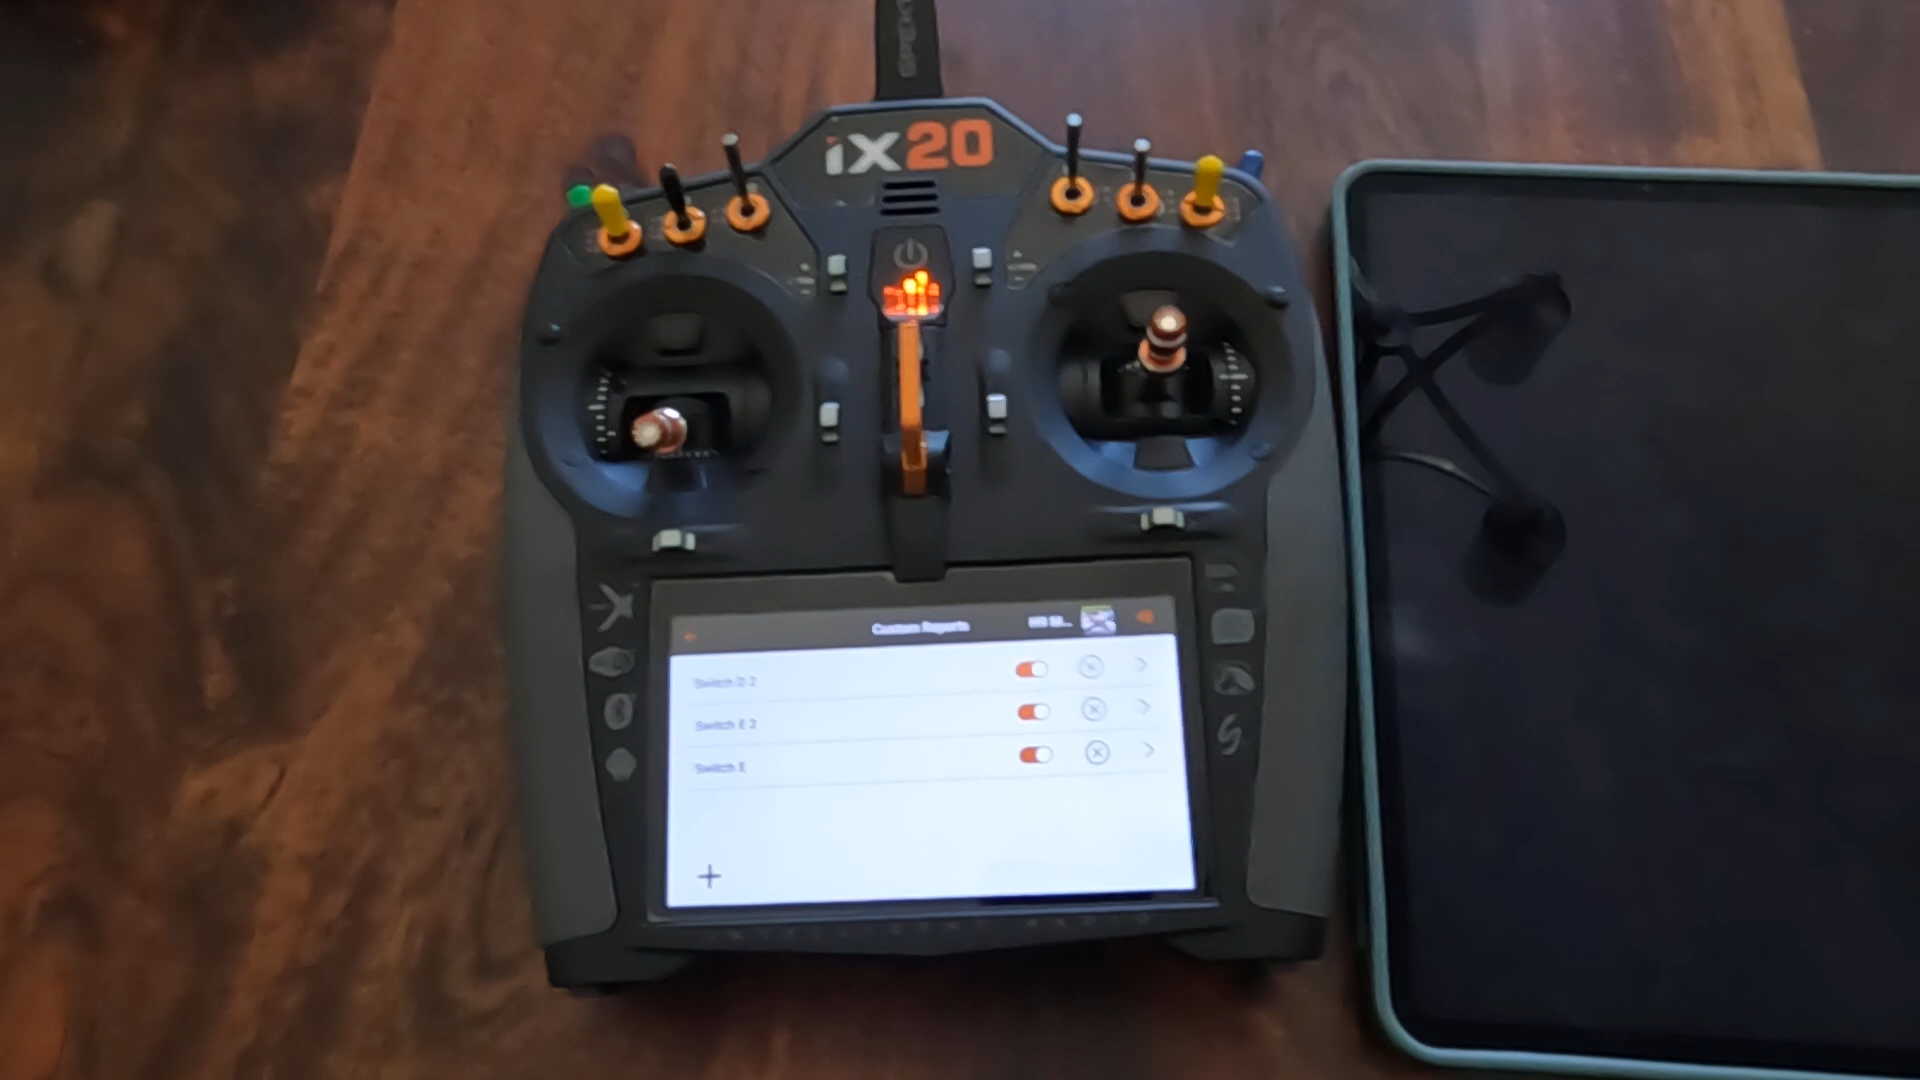 iX20
Custom Reports
Switch D 2
Switch E 2
Switch E